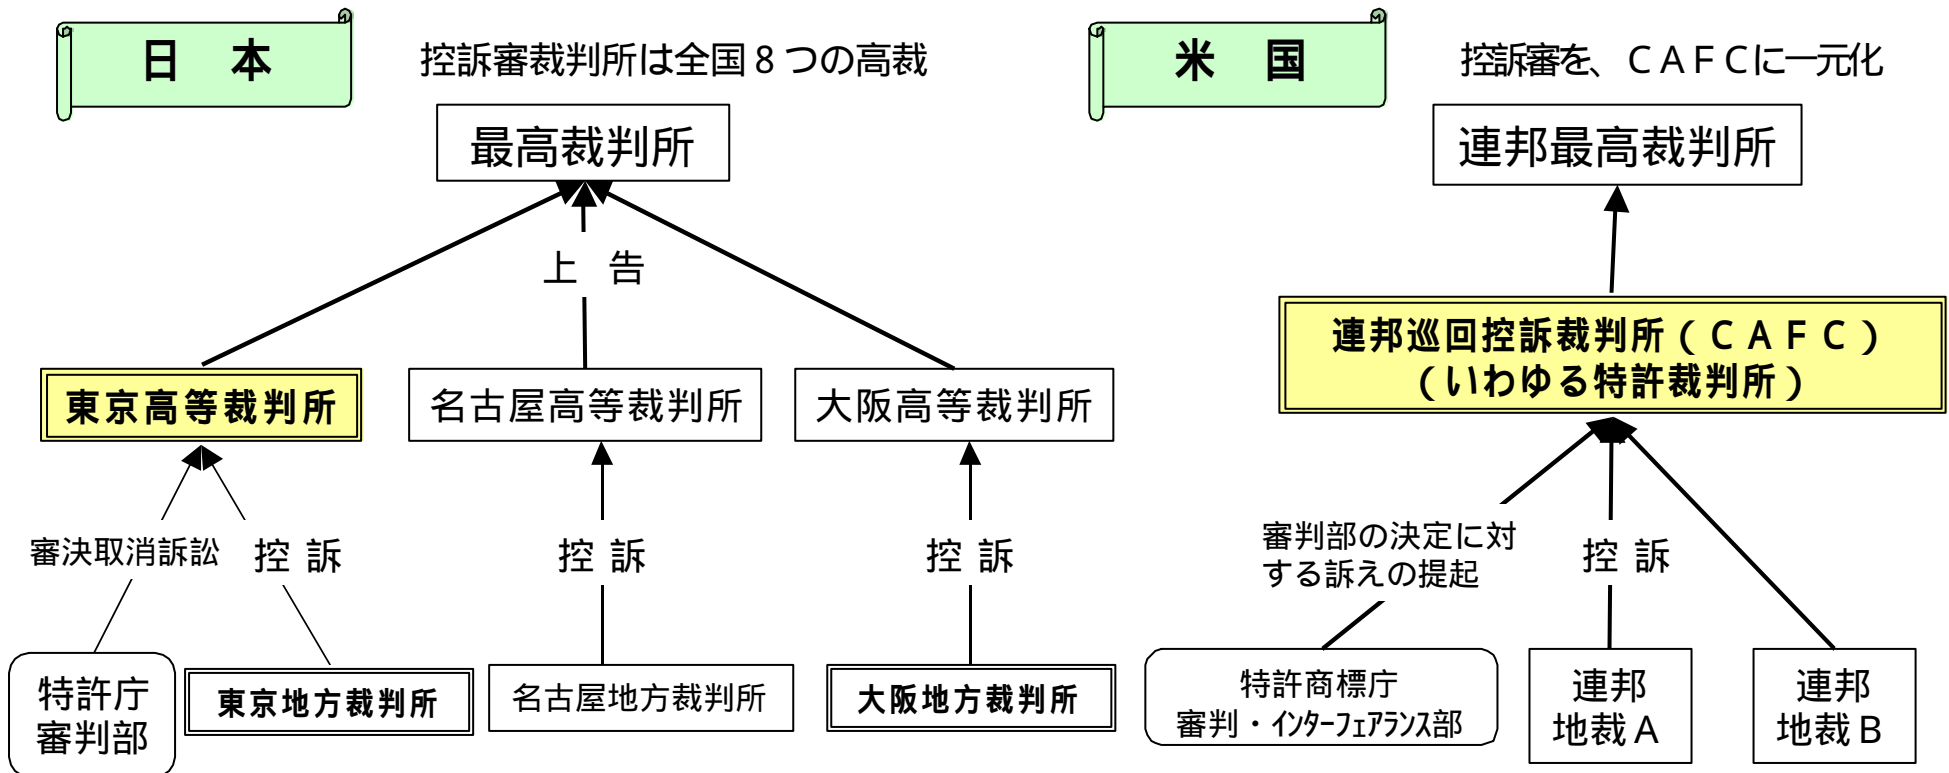 日 本
控訴審裁判所は全国８つの高裁
最高裁判所
上 告
東京高等裁判所
名古屋高等裁判所
大阪高等裁判所
審決取消訴訟
控 訴
控 訴
控 訴
特許庁
審判部
東京地方裁判所
名古屋地方裁判所
大阪地方裁判所
米 国
控訴審を、ＣＡＦＣに一元化
連邦最高裁判所
連邦巡回控訴裁判所（ＣＡＦＣ）
（いわゆる特許裁判所）
審判部の決定に対
する訴えの提起
控 訴
特許商標庁
審判・ｲﾝﾀｰﾌｪｱﾗﾝｽ部
連邦
地裁Ａ
連邦
地裁Ｂ